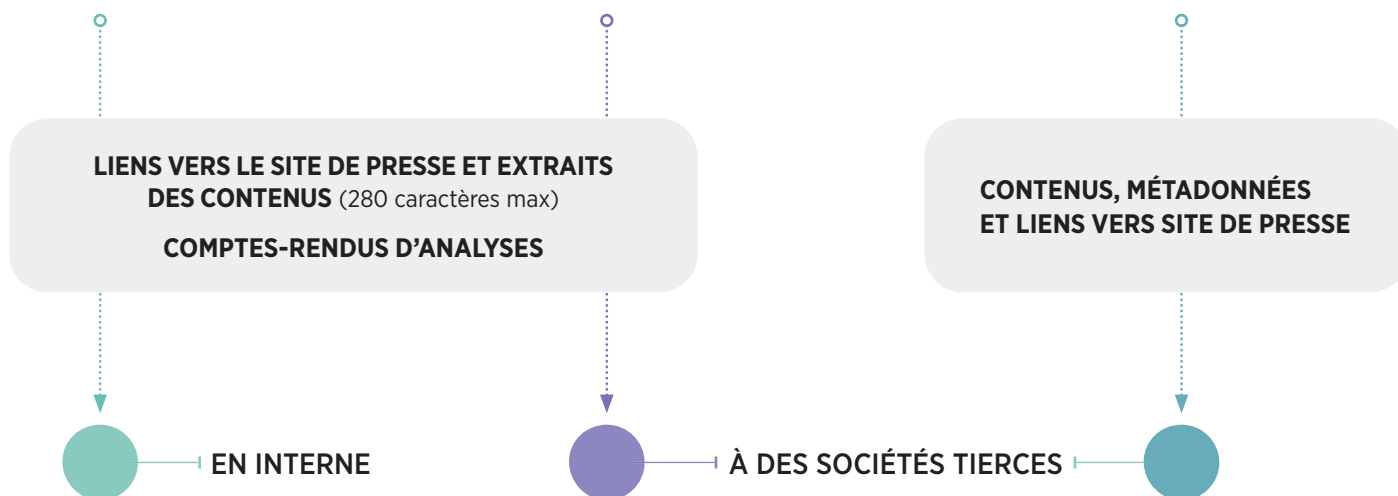 LIENS VERS LE SITE DE PRESSE ET EXTRAITS
DES CONTENUS (280 caractères max)
COMPTES-RENDUS D’ANALYSES
CONTENUS, MÉTADONNÉES
ET LIENS VERS SITE DE PRESSE
EN INTERNE
À DES SOCIÉTÉS TIERCES